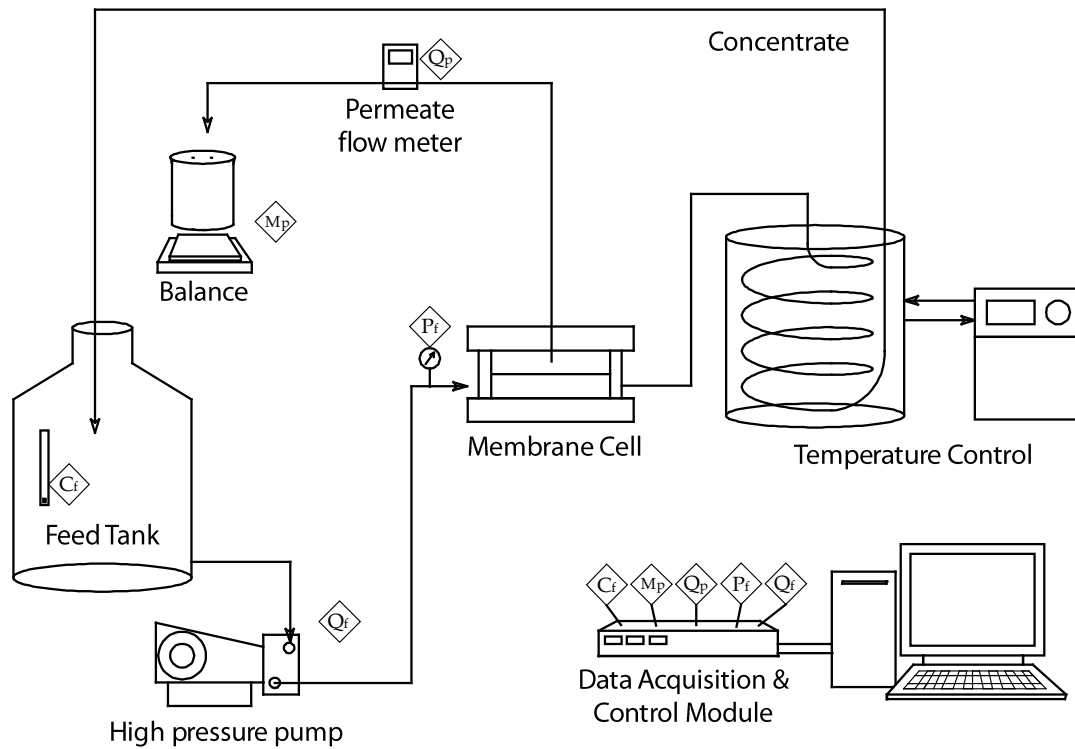 Concentrate
Qp
Permeate
flow meter
Mp
Balance
Pf
Membrane Cell
Temperature Control
Cf
Feed Tank
Qf
High pressure pump
Cf Mp Qp Pf Qf
Data Acquisition &
Control Module